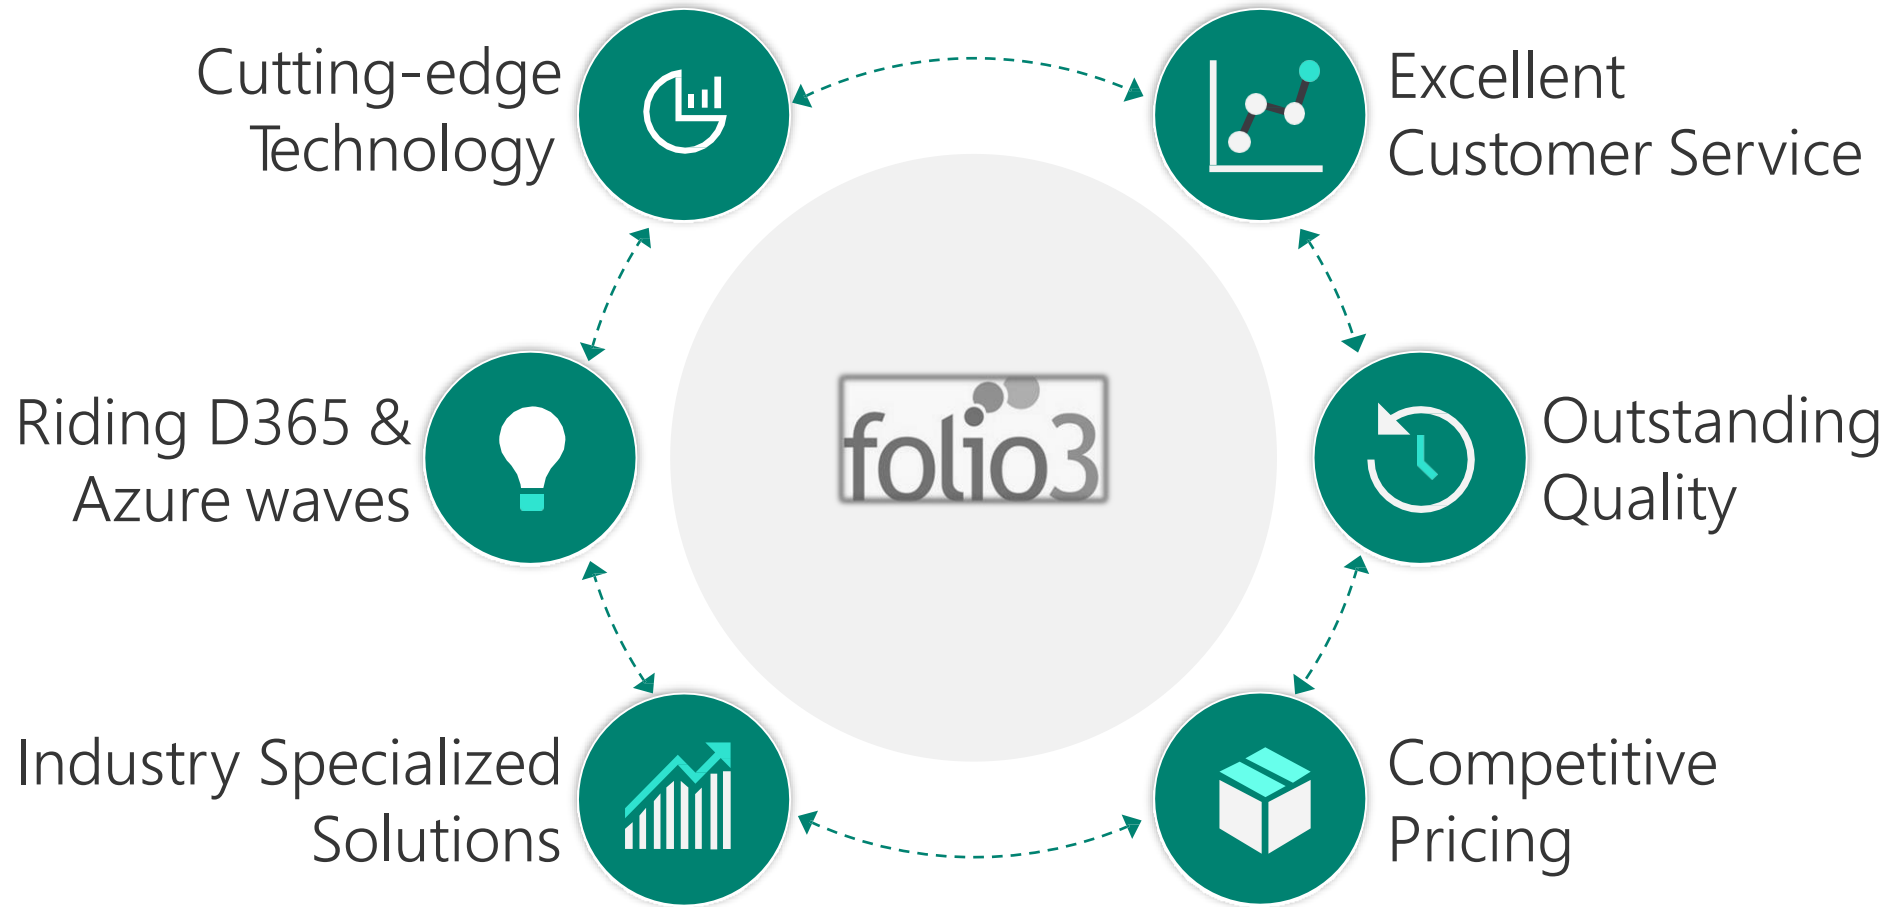 Cutting-edge
Technology
Excellent
Customer Service
Riding D365 &
Azure waves
folio3
Outstanding
Quality
Industry Specialized
Solutions
Competitive
Pricing